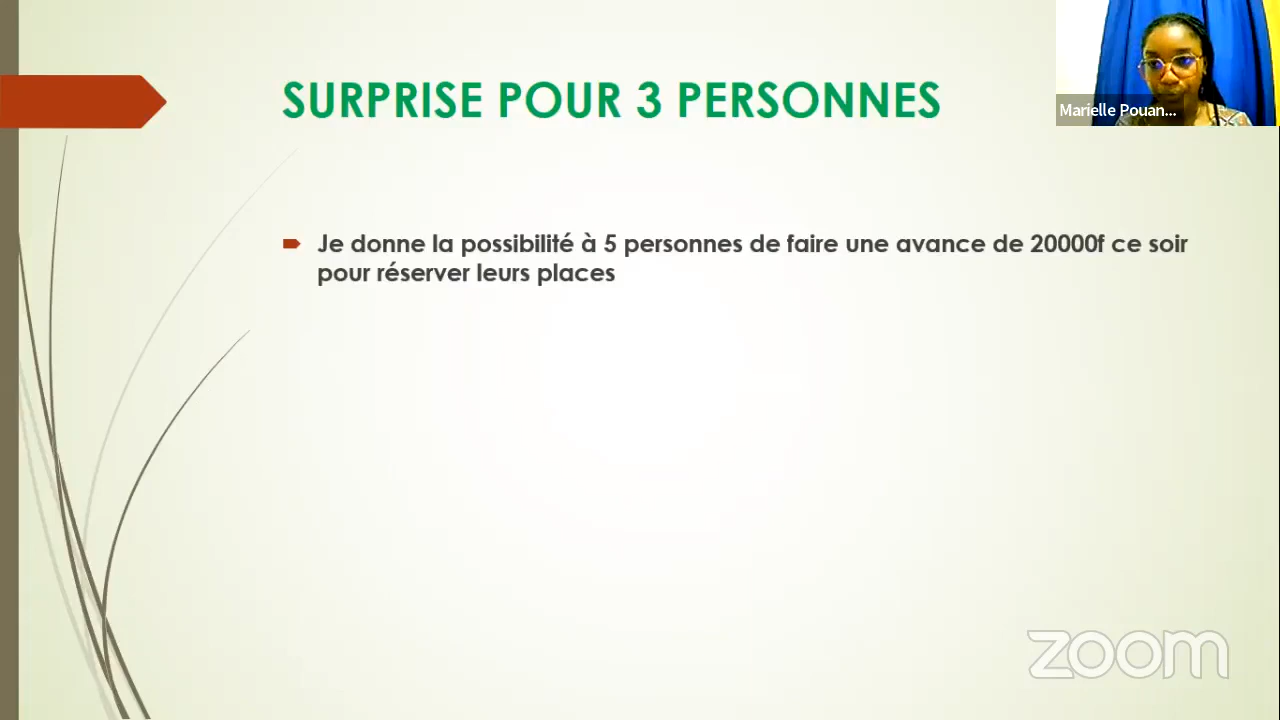 SURPRISE POUR 3 PERSONNES
Marielle Pouan...
Je donne la possibilité à 5 personnes de faire une avance de 20000f ce soir
pour réserver leurs places
zoom